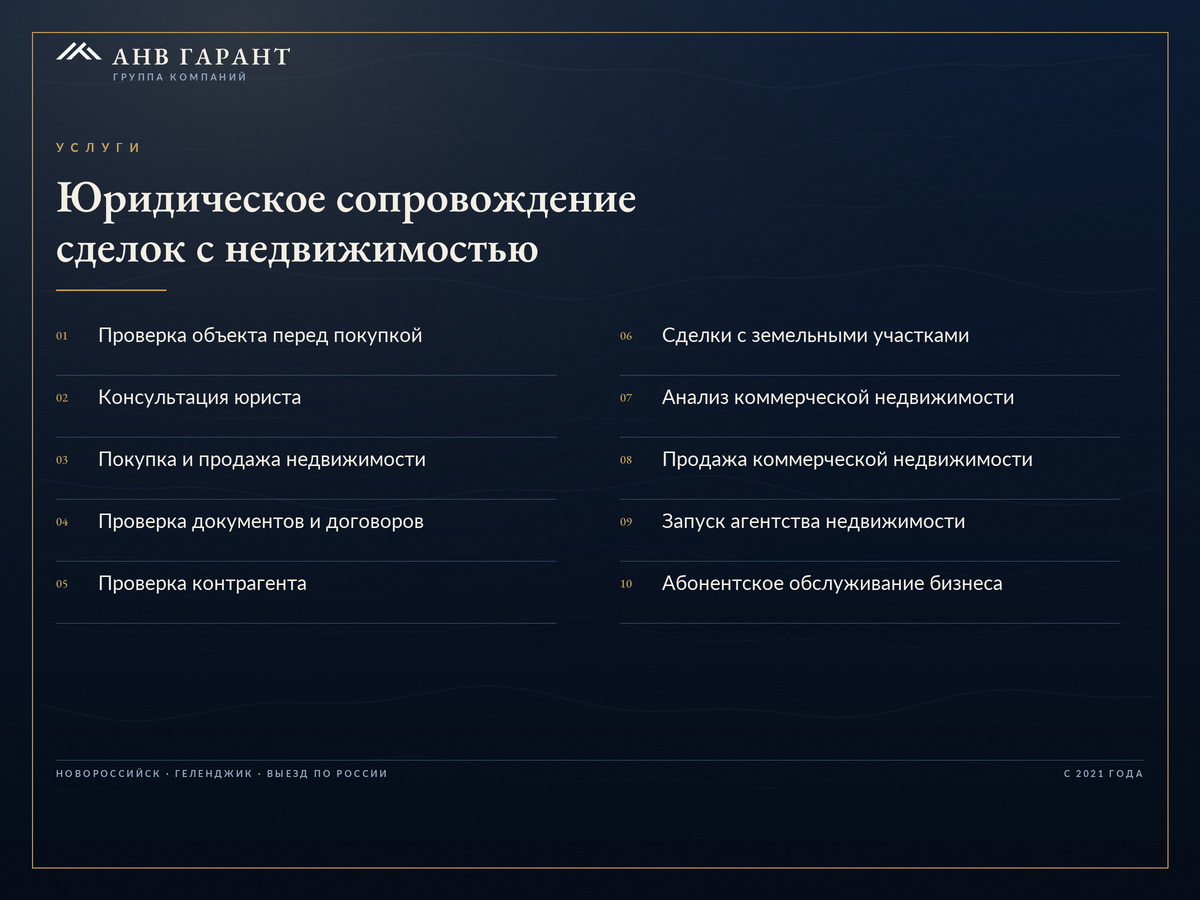 АНВ ГАРАНТ
ГРУППА КОМПАНИЙ
УСЛУГИ
Юридическое сопровождение
сделок с недвижимостью
01 Проверка объекта перед покупкой
02 Консультация юриста
03 Покупка и продажа недвижимости
04 Проверка документов и договоров
05 Проверка контрагента
06 Сделки с земельными участками
07 Анализ коммерческой недвижимости
08 Продажа коммерческой недвижимости
09 Запуск агентства недвижимости
10 Абонентское обслуживание бизнеса
НОВОРОССИЙСК · ГЕЛЕНДЖИК · ВЫЕЗД ПО РОССИИ
С 2021 ГОДА